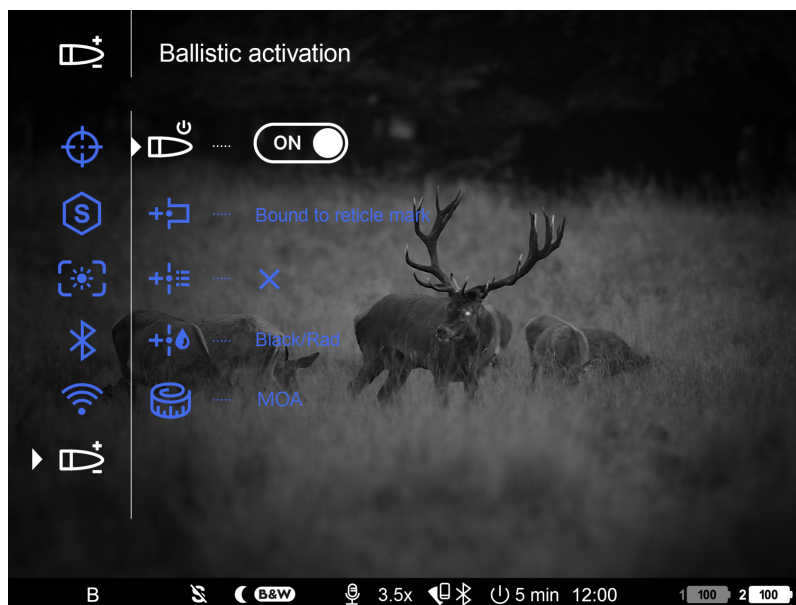 Ballistic activation
ON
S
Bound to reticle mark
Black/Rad
MOA
B S B&W 3.5x 5 min 12:00 1 100 2 100